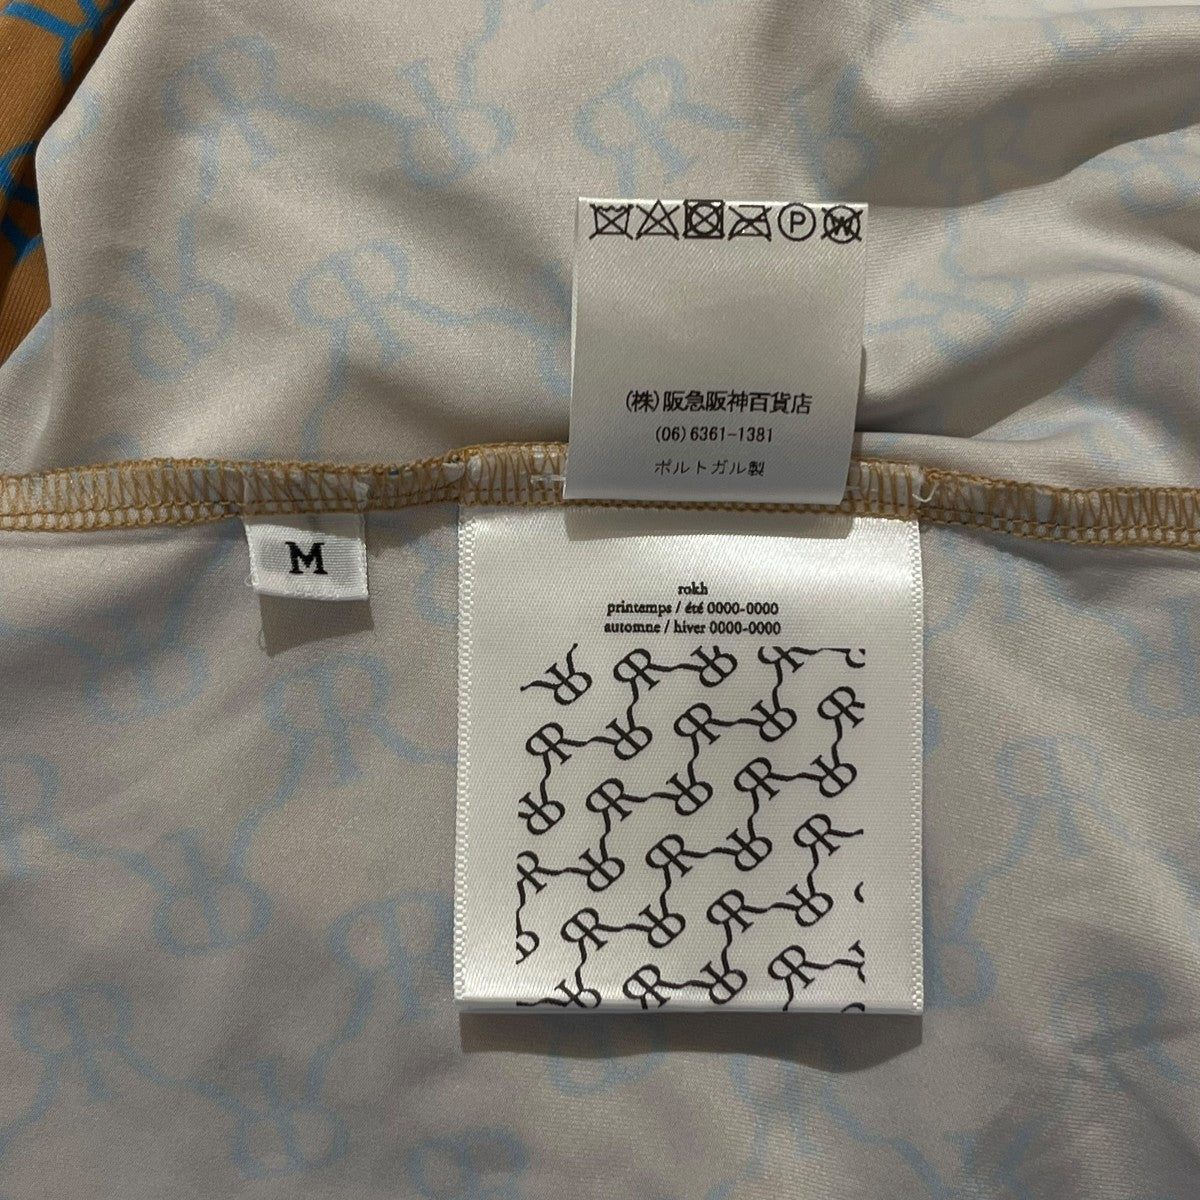 P W
(株)阪急阪神百貨店
(06)6361-1381
ポルトガル製
M
rokh
printemps / été 0000-0000
automne / hiver 0000-0000